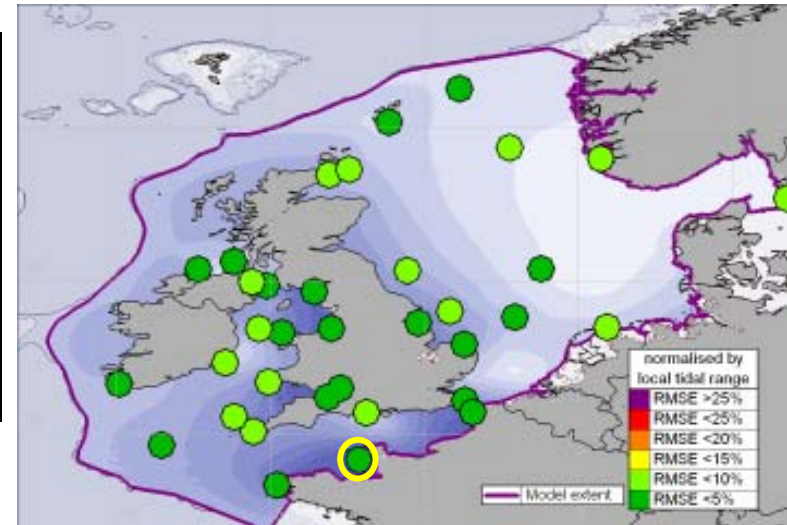 normalised by
local tidal range
RMSE >25%
RMSE <25%
RMSE <20%
RMSE <15%
RMSE <10%
RMSE <5%
Model extent